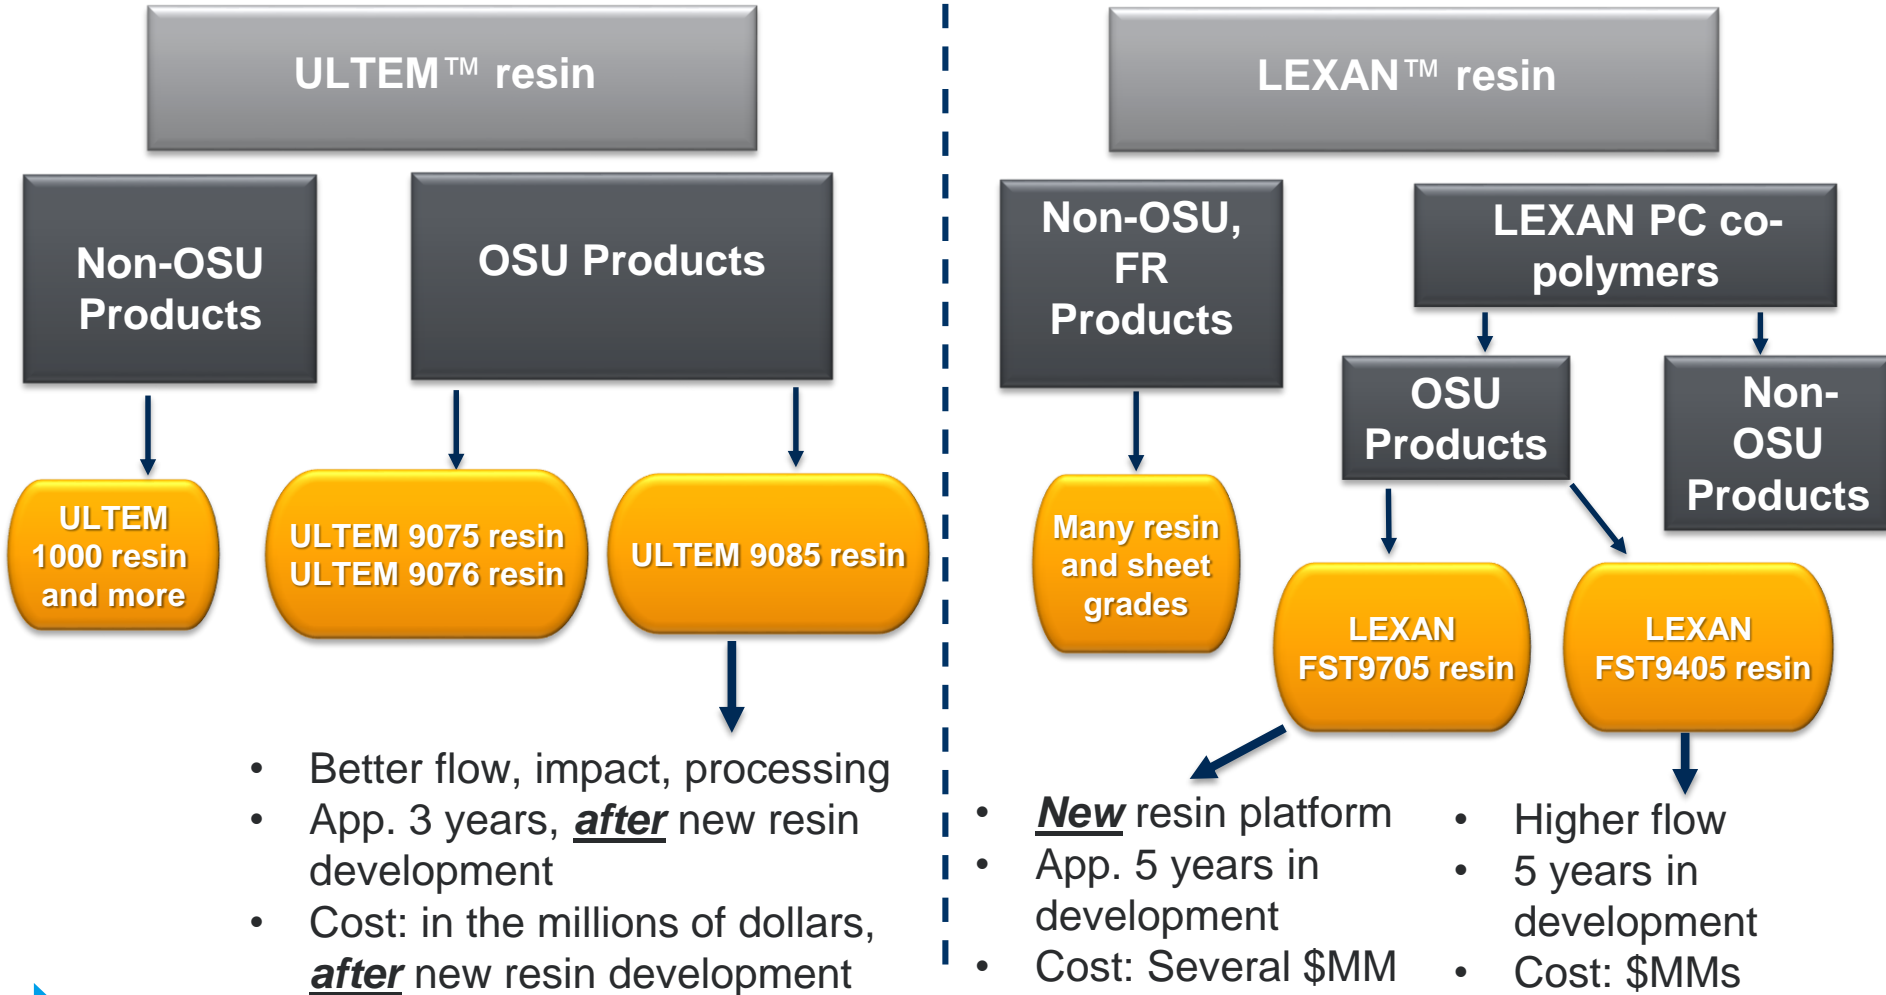 ULTEM™ resin
Non-OSU
Products
OSU Products
ULTEM
1000 resin
and more
ULTEM 9075 resin
ULTEM 9076 resin
ULTEM 9085 resin
• Better flow, impact, processing
• App. 3 years, after new resin
development
• Cost: in the millions of dollars,
after new resin development
LEXAN™ resin
Non-OSU,
FR
Products
LEXAN PC co-
polymers
OSU
Products
Non-
OSU
Products
Many resin
and sheet
grades
LEXAN
FST9705 resin
LEXAN
FST9405 resin
• New resin platform
• App. 5 years in
development
• Cost: Several $MM
• Higher flow
• 5 years in
development
• Cost: $MMs